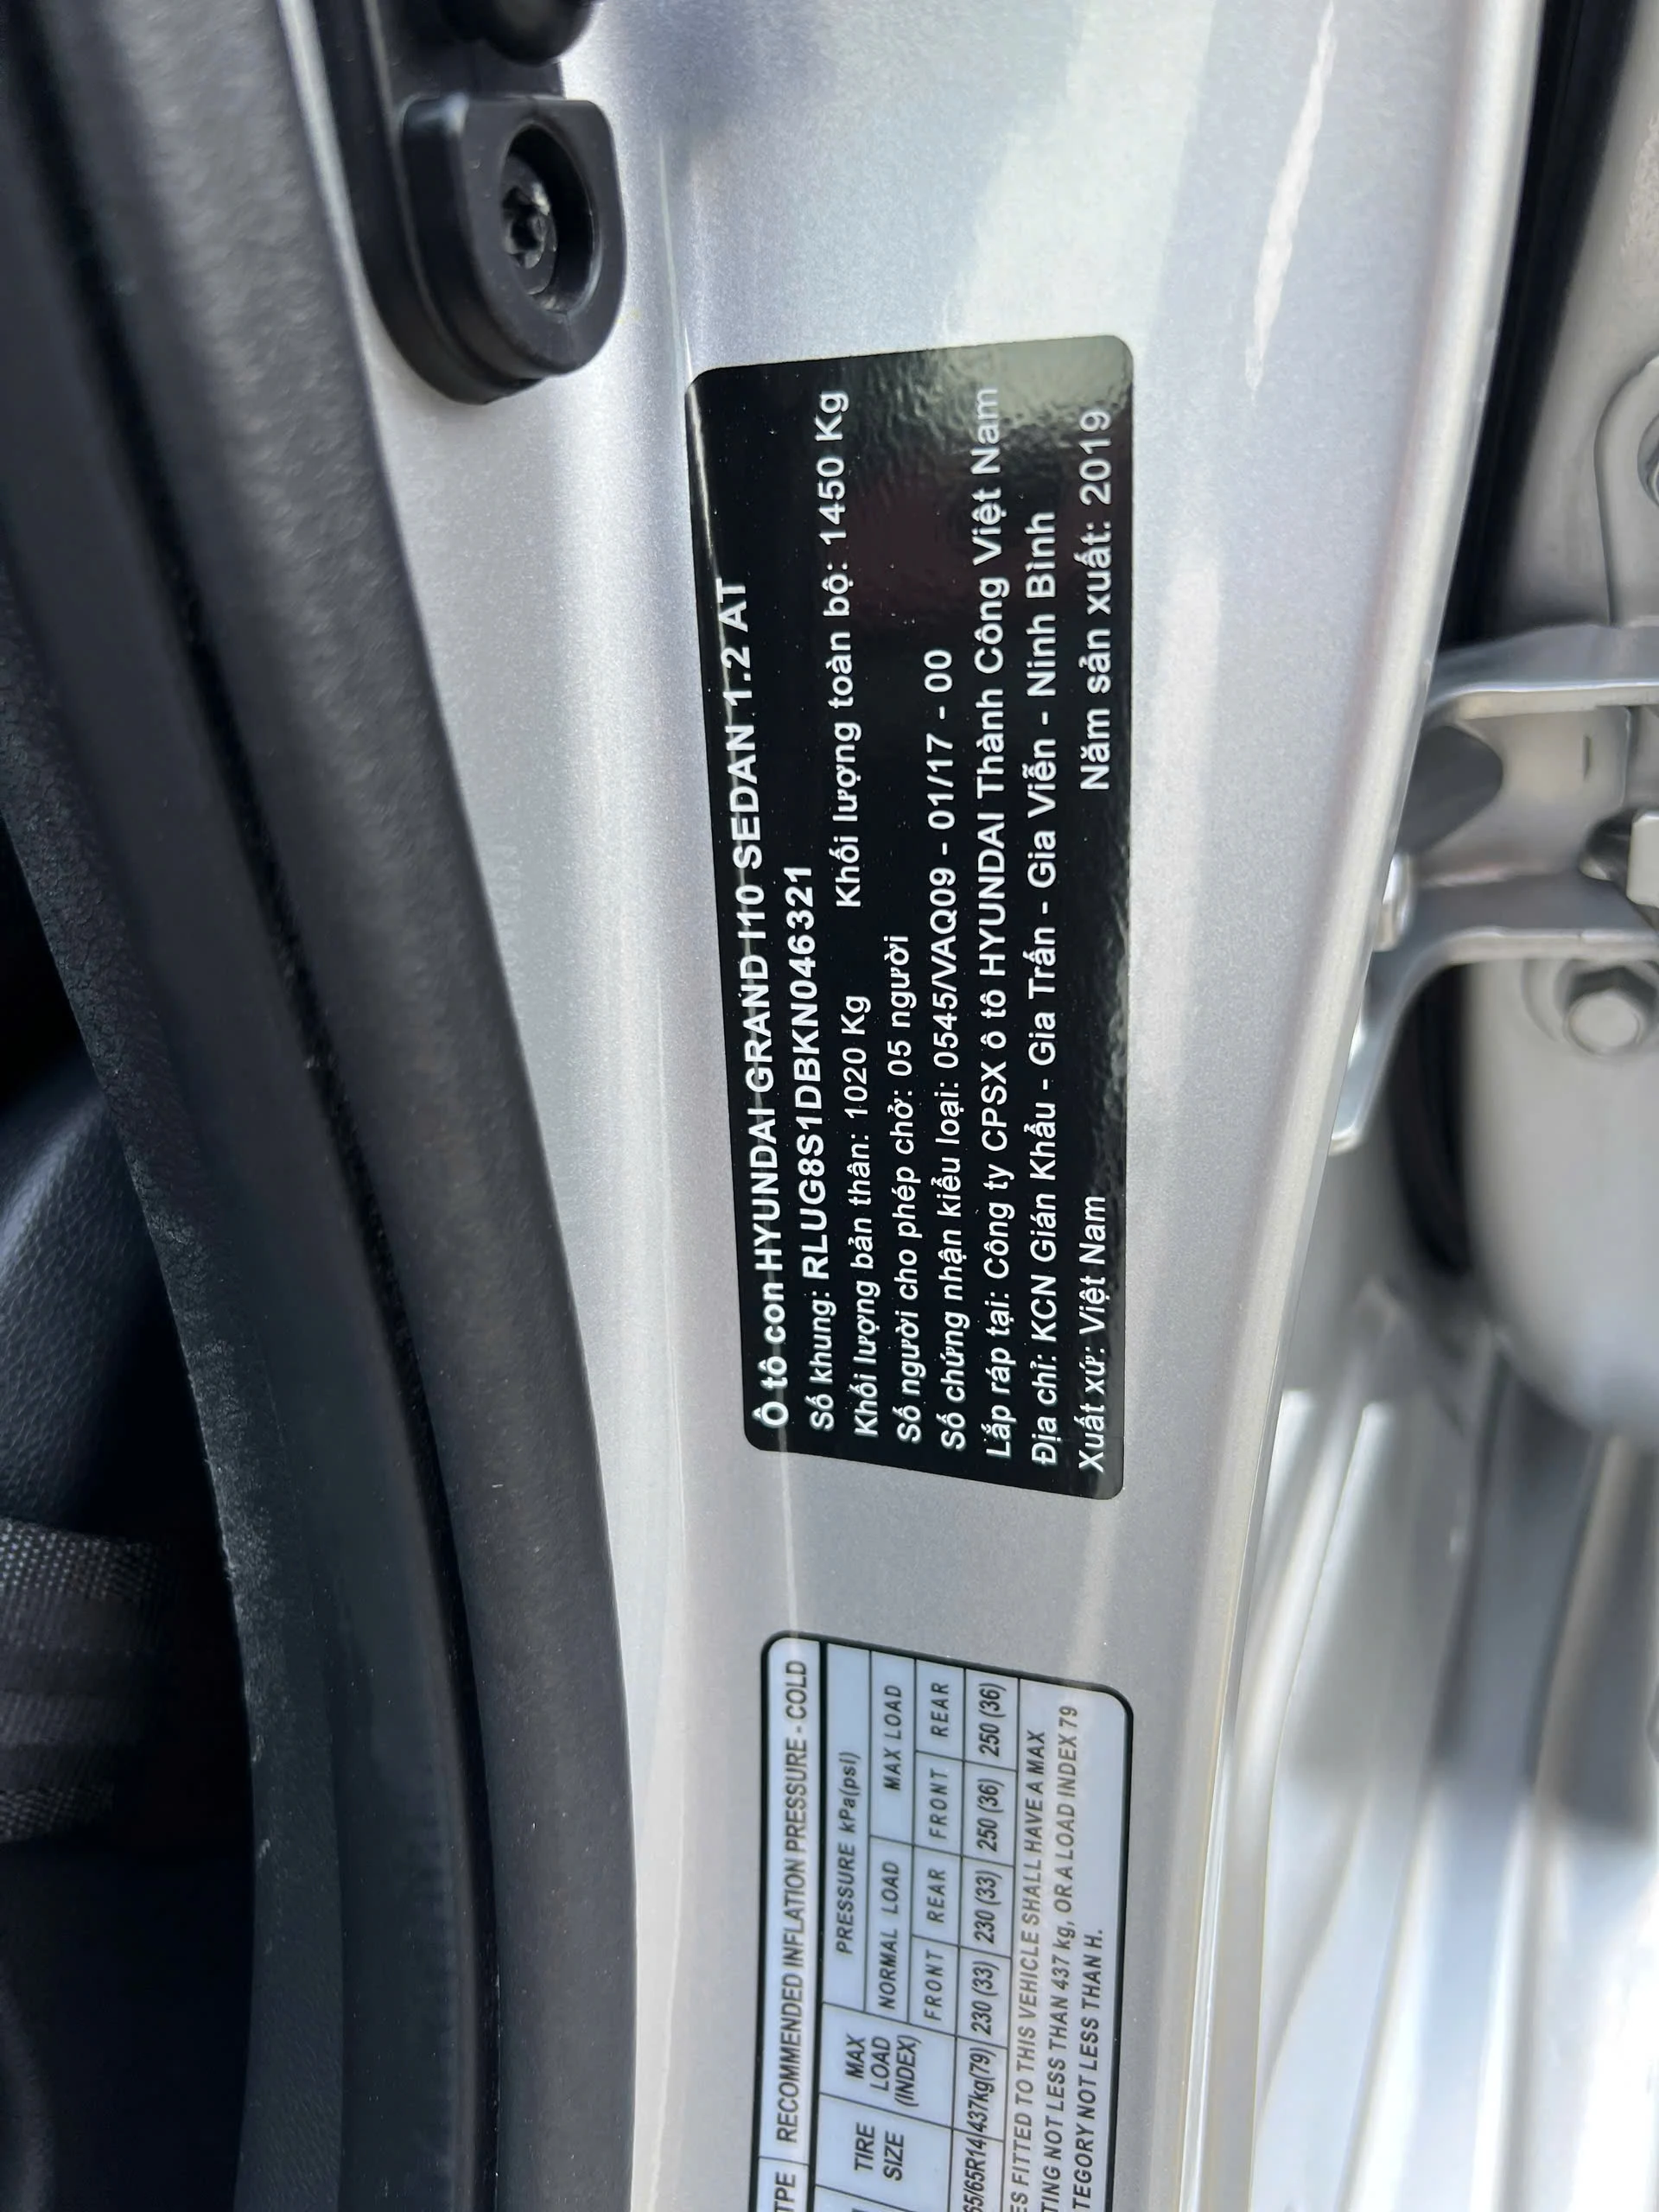 Ô tô con HYUNDAI GRAND I10 SEDAN 1.2 AT
Số khung: RLUG8S1DBKN046321
Khối lượng bản thân: 1020 Kg Khối lượng toàn bộ: 1450 Kg
Số người cho phép chở: 05 người
Số chứng nhận kiểu loại: 0545/VAQ09 - 01/17 - 00
Lắp ráp tại: Công ty CPSX ô tô HYUNDAI Thành Công Việt Nam
Địa chỉ: KCN Gián Khẩu - Gia Trấn - Gia Viễn - Ninh Bình
Xuất xứ: Việt Nam Năm sản xuất: 2019
RECOMMENDED INFLATION PRESSURE - COLD
TIRE SIZE
MAX LOAD (INDEX)
PRESSURE kPa(psi)
NORMAL LOAD MAX LOAD
FRONT REAR FRONT REAR
65/65R14 437kg(79) 230 (33) 230 (33) 250 (36) 250 (36)
FITTED TO THIS VEHICLE SHALL HAVE A MAX
NOT LESS THAN 437 kg, OR A LOAD INDEX 79
NOT LESS THAN H.